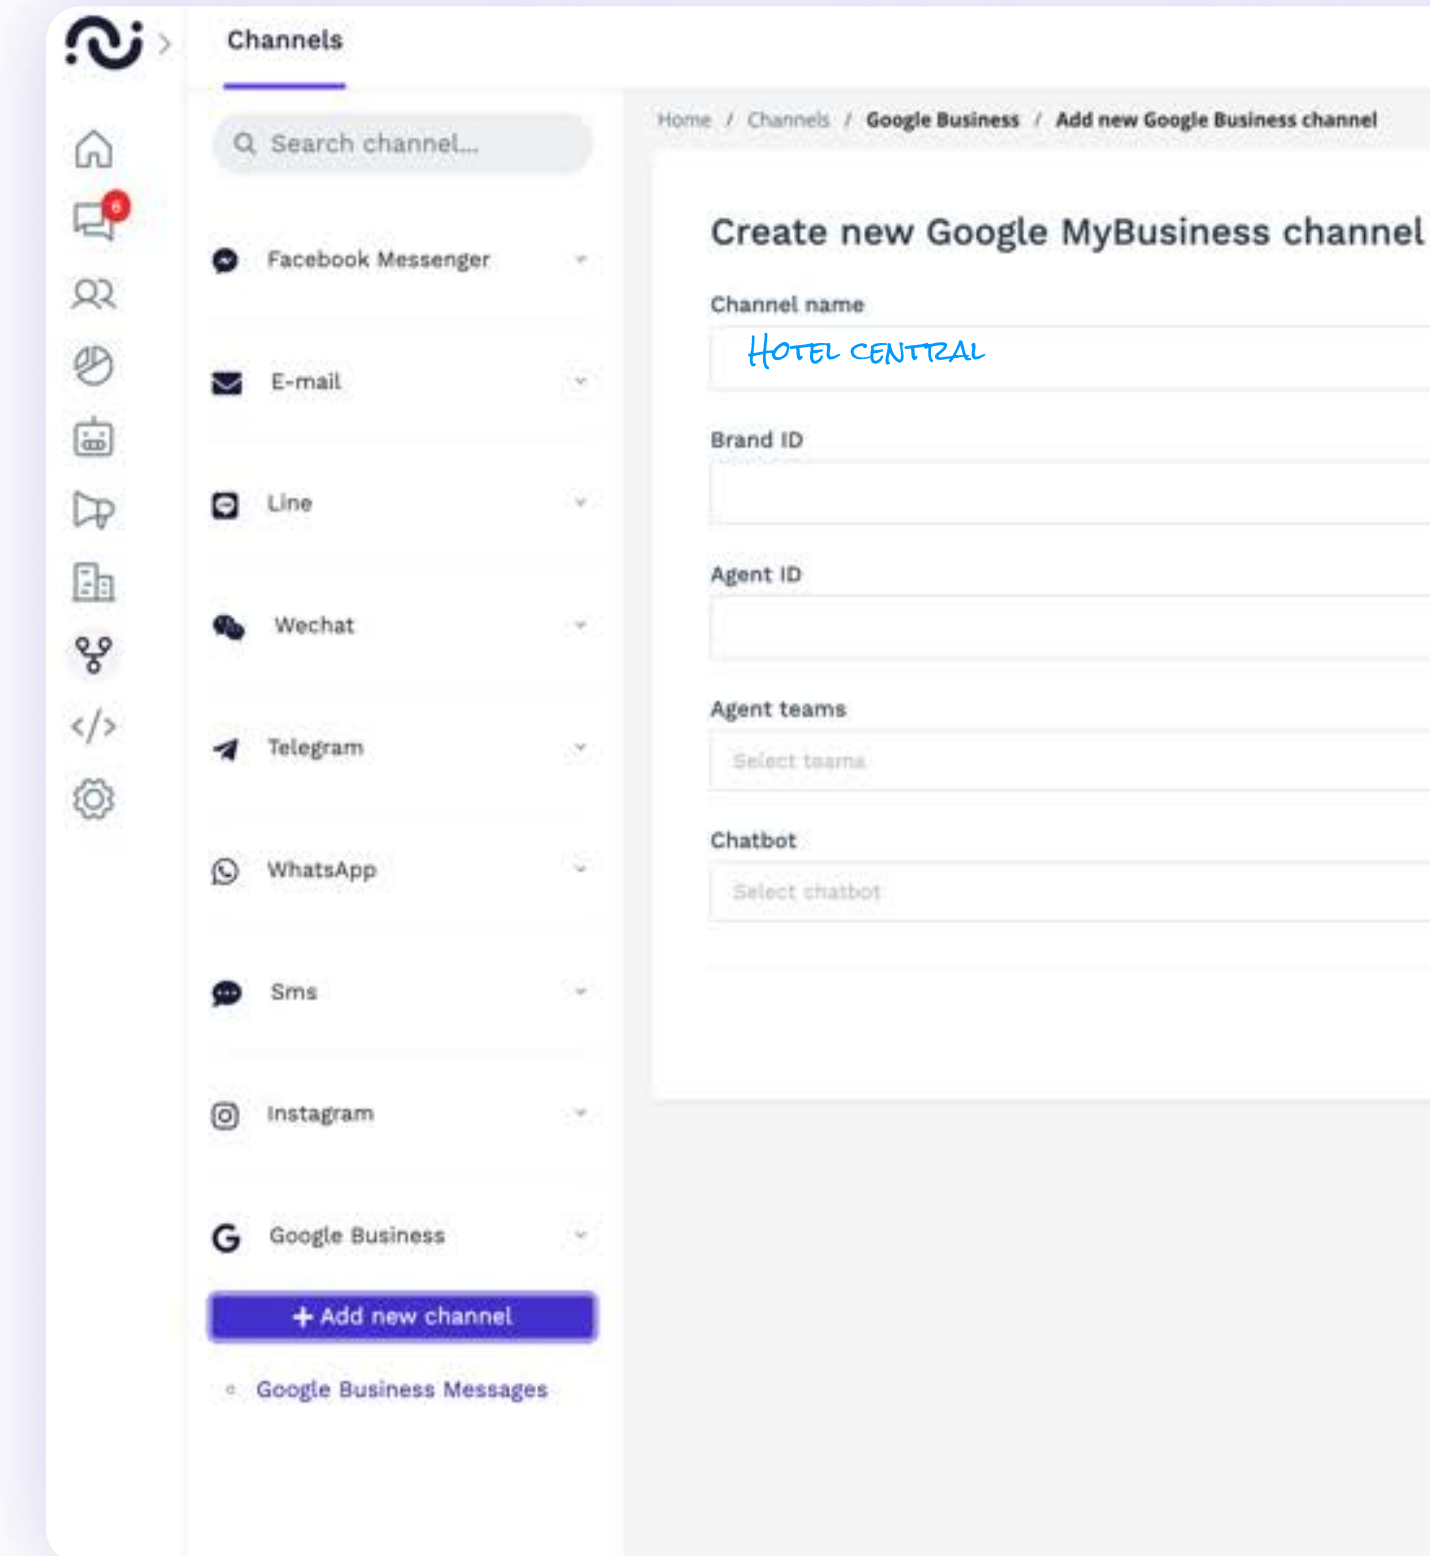 Channels
Search channel...
Home / Channels / Google Business / Add new Google Business channel
6
Facebook Messenger
E-mail
Line
Wechat
Telegram
WhatsApp
Sms
Instagram
Google Business
+ Add new channel
Google Business Messages
Create new Google MyBusiness channel
Channel name
HOTEL CENTRAL
Brand ID
Agent ID
Agent teams
Select teams
Chatbot
Select chatbot